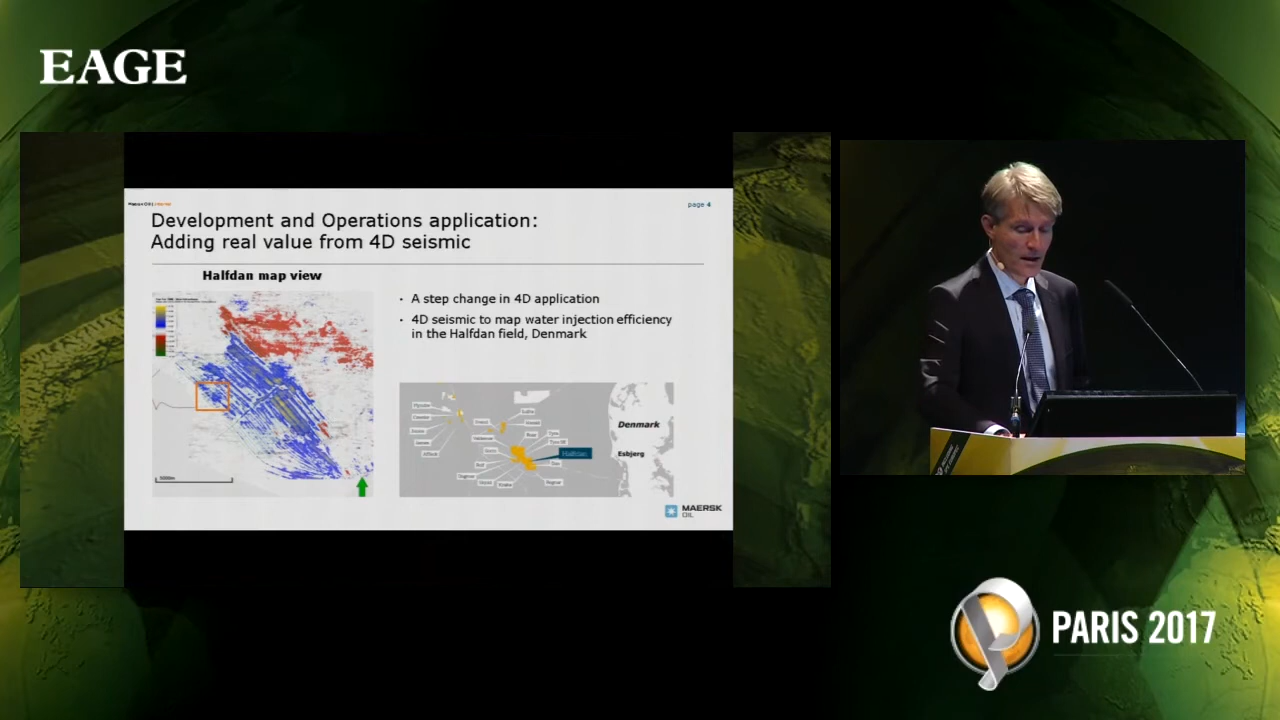 EAGE
page 4
Development and Operations application:
Adding real value from 4D seismic
Halfdan map view
· A step change in 4D application
· 4D seismic to map water injection efficiency
in the Halfdan field, Denmark
Denmark
Halfdan
Esbjerg
MAERSK
OIL
PARIS 2017